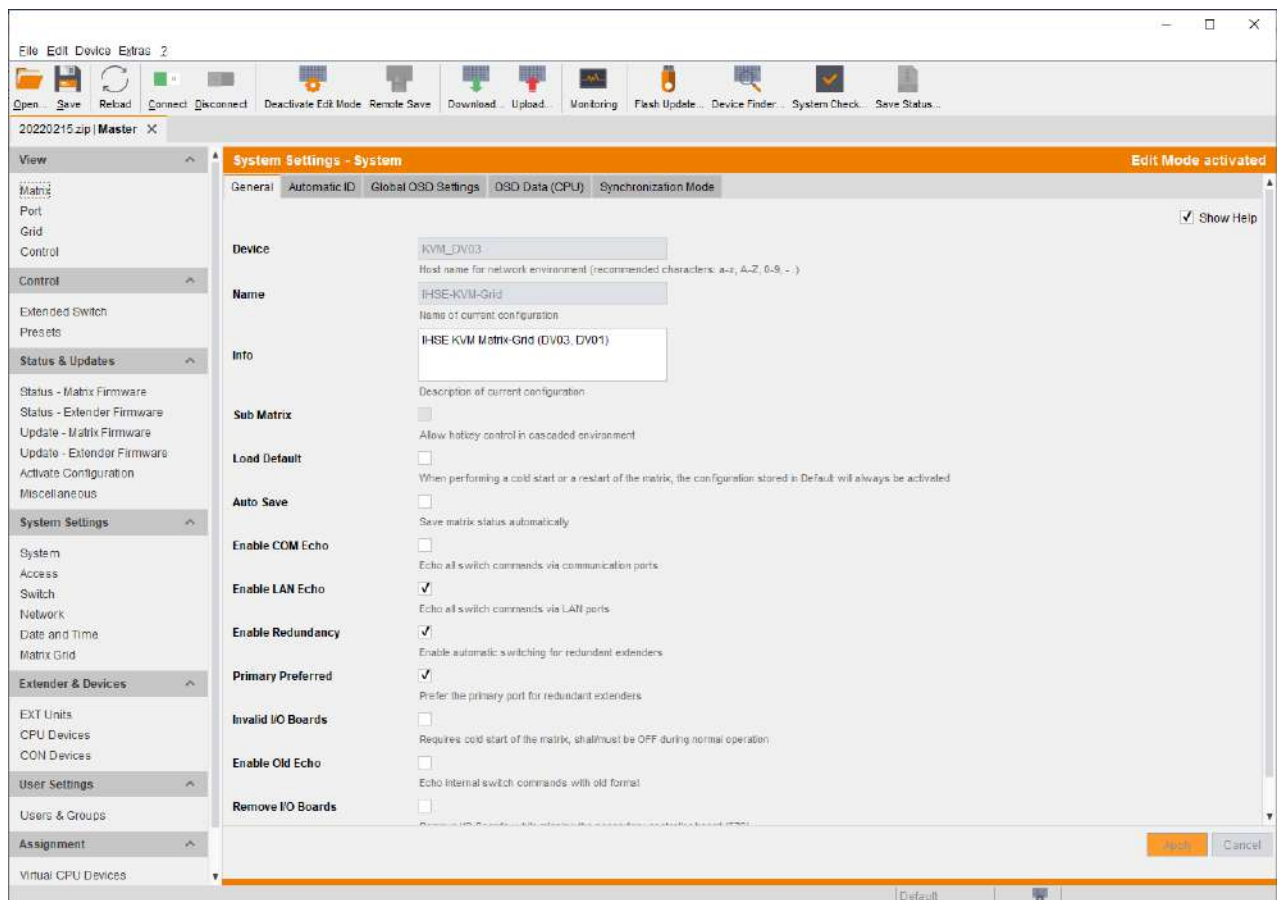 File Edit Device Extras ?
Open... Save Reload Connect Disconnect Deactivate Edit Mode Remote Save Download... Upload... Monitoring Flash Update... Device Finder... System Check... Save Status...
20220215.zip | Master X
View
System Settings - System Edit Mode activated
Matrix
Port
Grid
Control
Control
Extended Switch
Presets
Status & Updates
Status - Matrix Firmware
Status - Extender Firmware
Update - Matrix Firmware
Update - Extender Firmware
Activate Configuration
Miscellaneous
System Settings
System
Access
Switch
Network
Date and Time
Matrix Grid
Extender & Devices
EXT Units
CPU Devices
CON Devices
User Settings
Users & Groups
Assignment
Virtual CPU Devices
General Automatic ID Global OSD Settings OSD Data (CPU) Synchronization Mode
Show Help
Device KVM_DV03
Host name for network environment (recommended characters: a-z, A-Z, 0-9, - .)
Name IHSE-KVM-Grid
Name of current configuration
Info IHSE KVM Matrix-Grid (DV03, DV01)
Description of current configuration
Sub Matrix
Allow hotkey control in cascaded environment
Load Default
When performing a cold start or a restart of the matrix, the configuration stored in Default will always be activated
Auto Save
Save matrix status automatically
Enable COM Echo
Echo all switch commands via communication ports
Enable LAN Echo
Echo all switch commands via LAN ports
Enable Redundancy
Enable automatic switching for redundant extenders
Primary Preferred
Prefer the primary port for redundant extenders
Invalid I/O Boards
Requires cold start of the matrix, shall/must be OFF during normal operation
Enable Old Echo
Echo internal switch commands with old format
Remove I/O Boards
Apply Cancel
Default